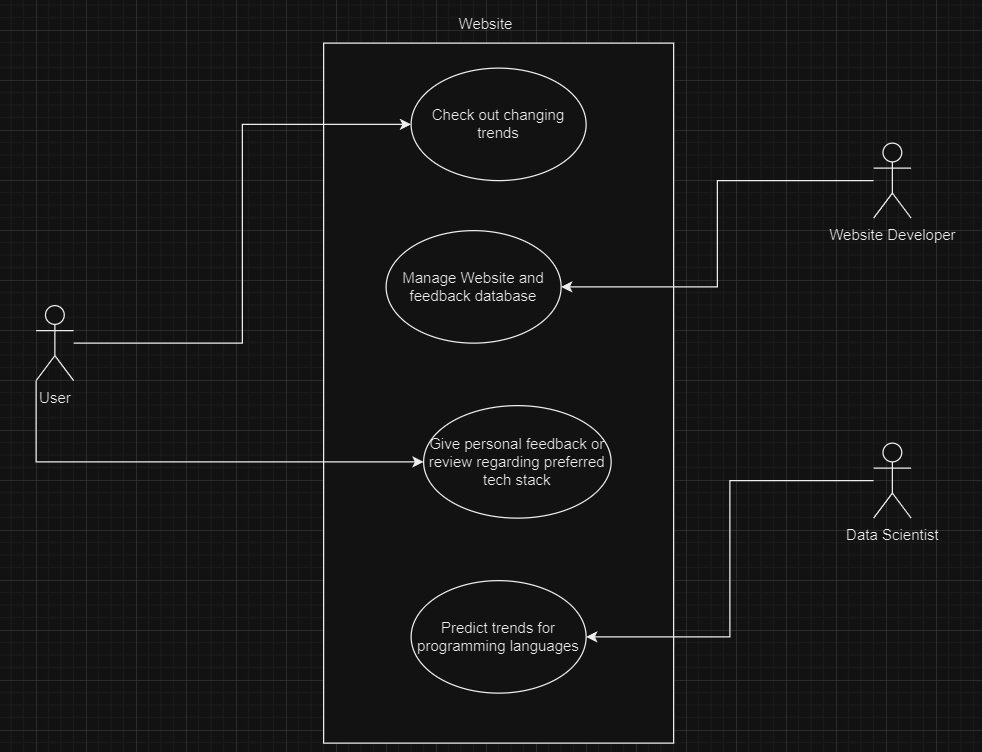 Website
Check out changing
trends
Website Developer
Manage Website and
feedback database
User
Give personal feedback or
review regarding preferred
tech stack
Data Scientist
Predict trends for
programming languages